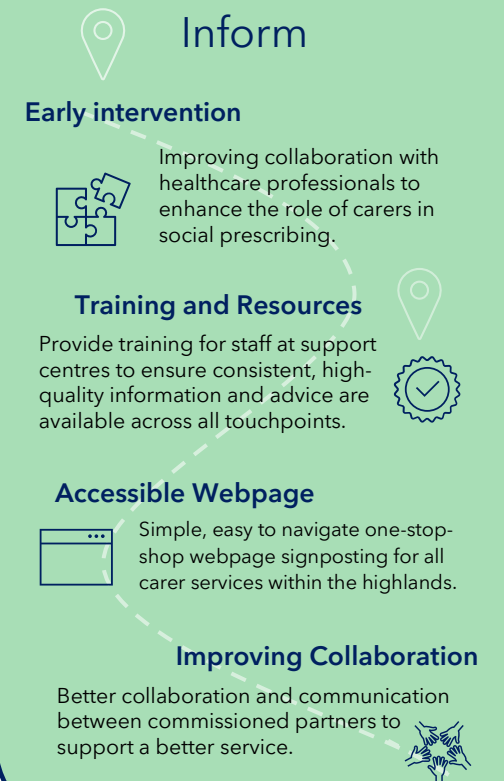 Inform
Early intervention
Improving collaboration with
healthcare professionals to
enhance the role of carers in
social prescribing.
Training and Resources
Provide training for staff at support
centres to ensure consistent, high-
quality information and advice are
available across all touchpoints.
Accessible Webpage
Simple, easy to navigate one-stop-
shop webpage signposting for all
carer services within the highlands.
Improving Collaboration
Better collaboration and communication
between commissioned partners to
support a better service.